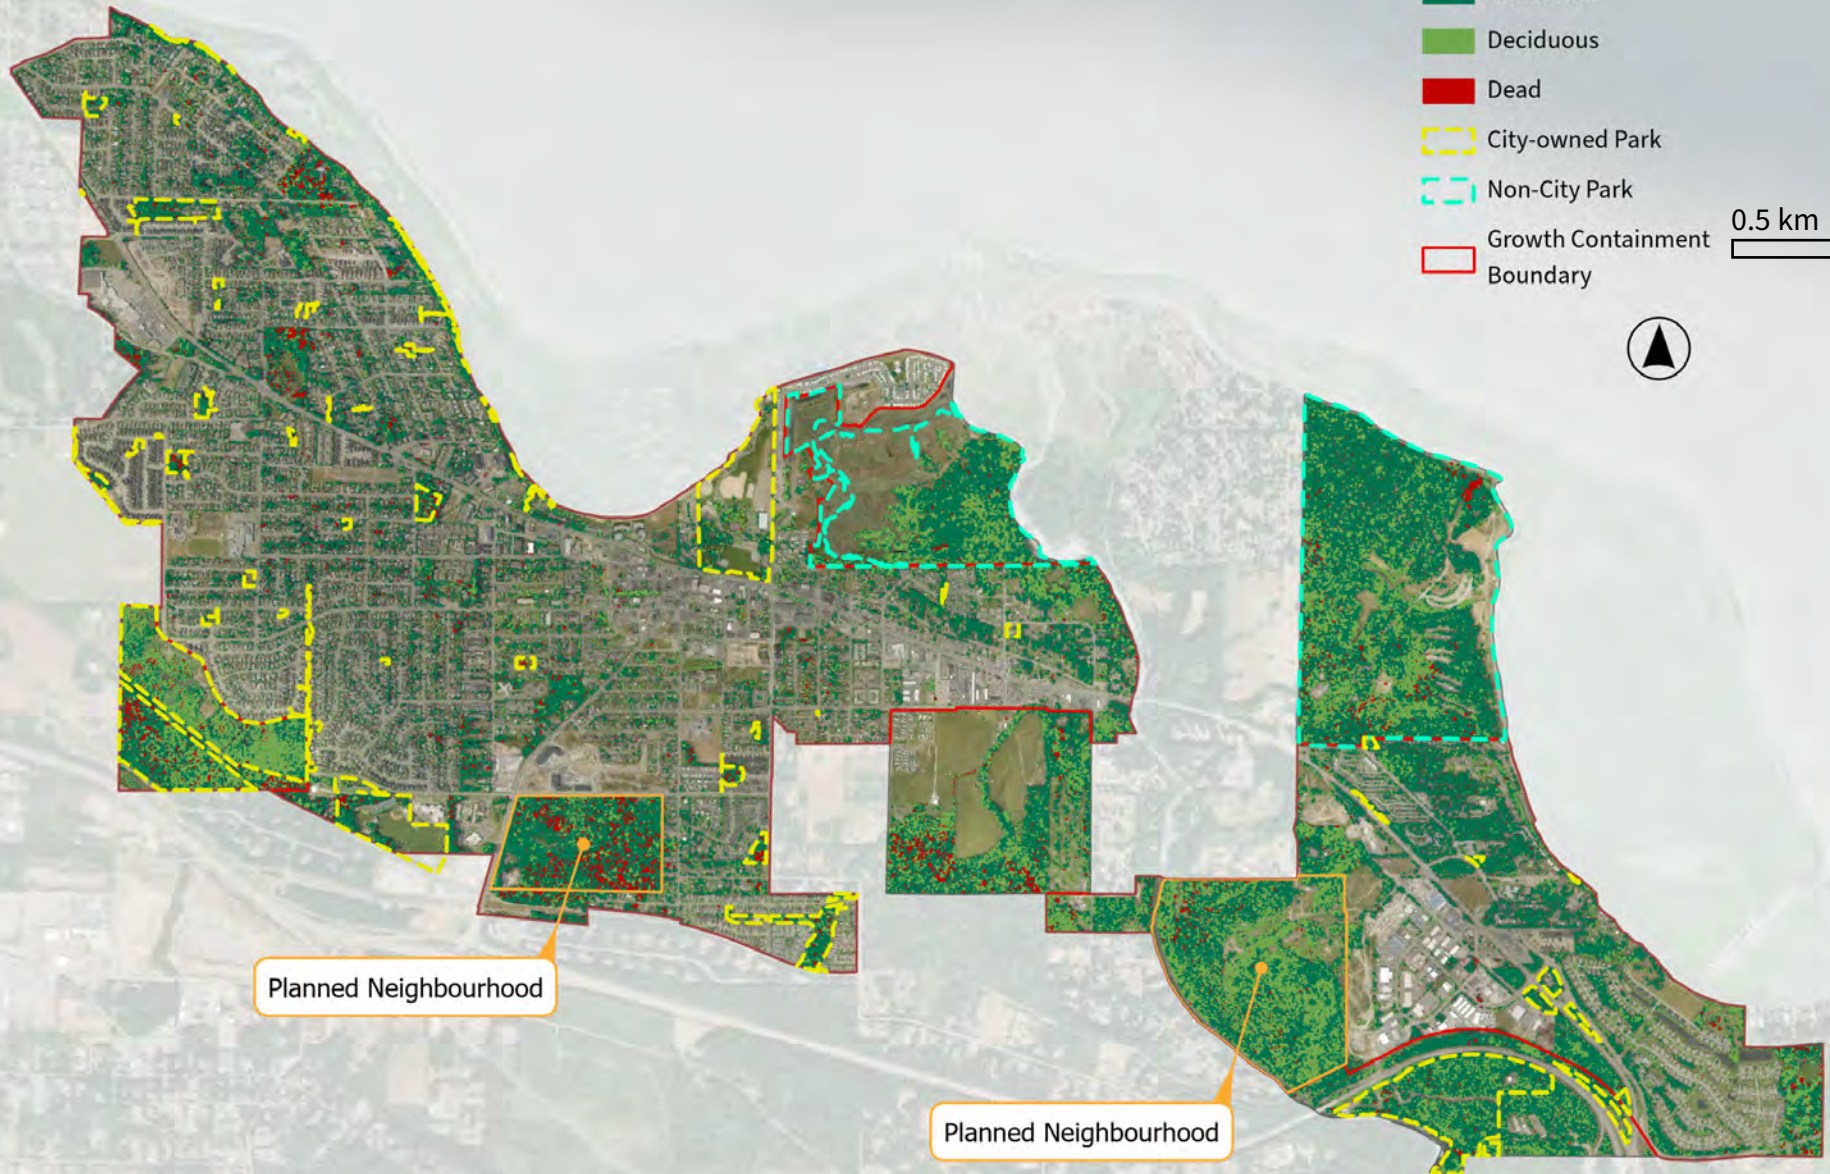 Deciduous
Dead
City-owned Park
Non-City Park
Growth Containment
Boundary
0.5 km
Planned Neighbourhood
Planned Neighbourhood